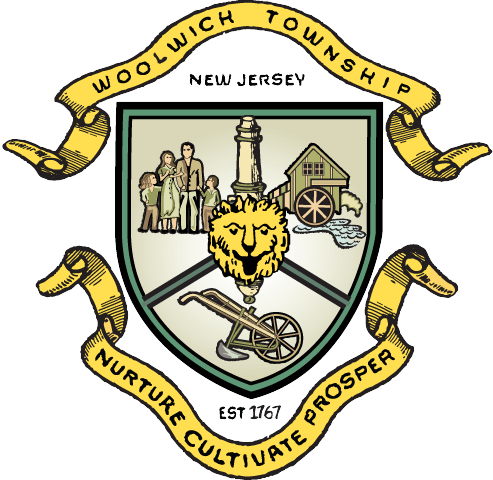 WOOLWICH TOWNSHIP
NEW JERSEY
EST 1767
NURTURE CULTIVATE PROSPER